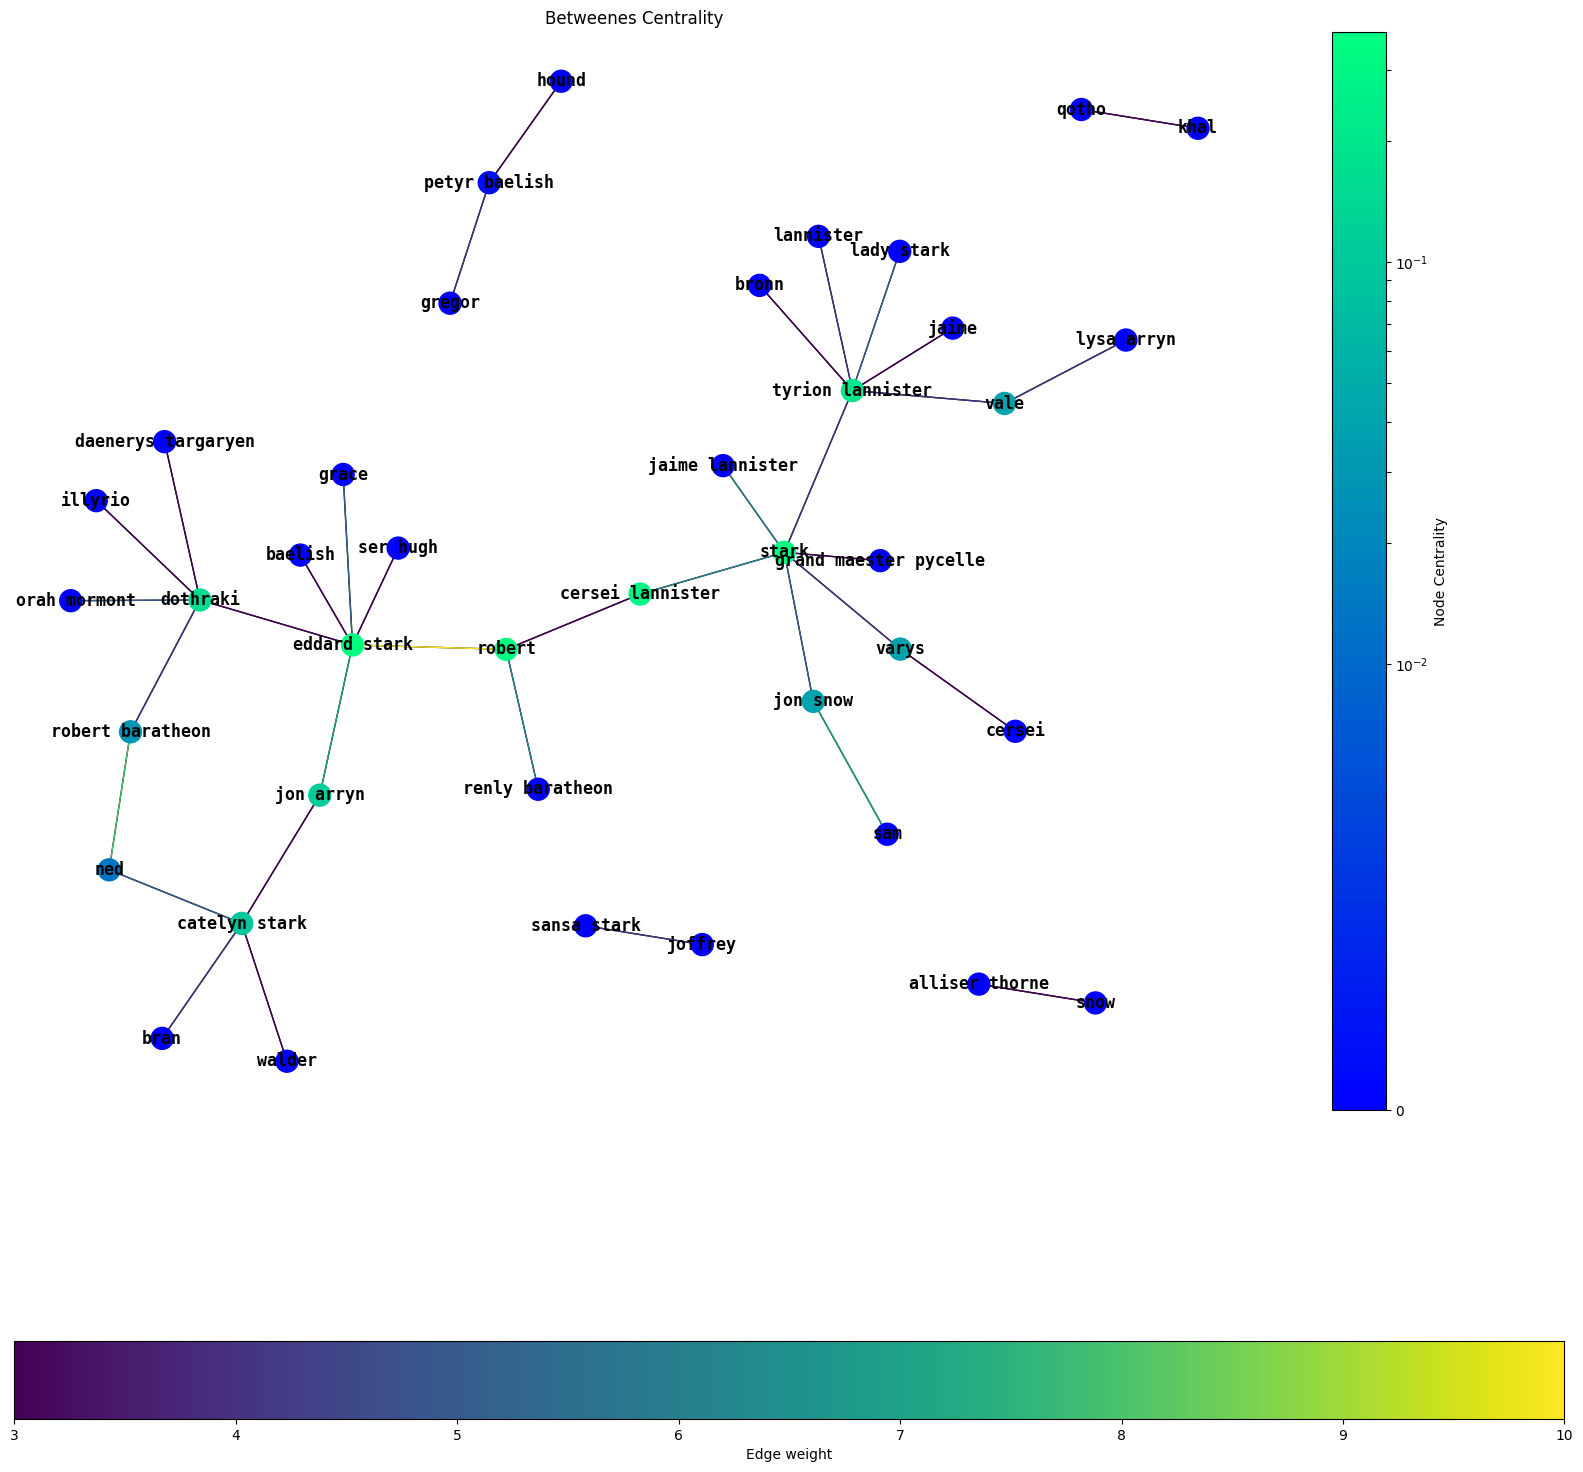 Betweenes Centrality
hound
qotho
khal
petyr baelish
lannister
lady stark
bronn
gregor
jaime
lysa arryn
tyrion lannister
vale
daenerys targaryen
jaime lannister
grace
illyrio
baelish
ser hugh
stark
grand maester pycelle
cersei lannister
orah mormont
dothraki
eddard stark
robert
varys
jon snow
robert baratheon
cersei
renly baratheon
jon arryn
sam
ned
catelyn stark
sansa stark
joffrey
alliser thorne
snow
bran
walder
10⁻¹
10⁻²
0
Node Centrality
3 4 5 6 7 8 9 10
Edge weight